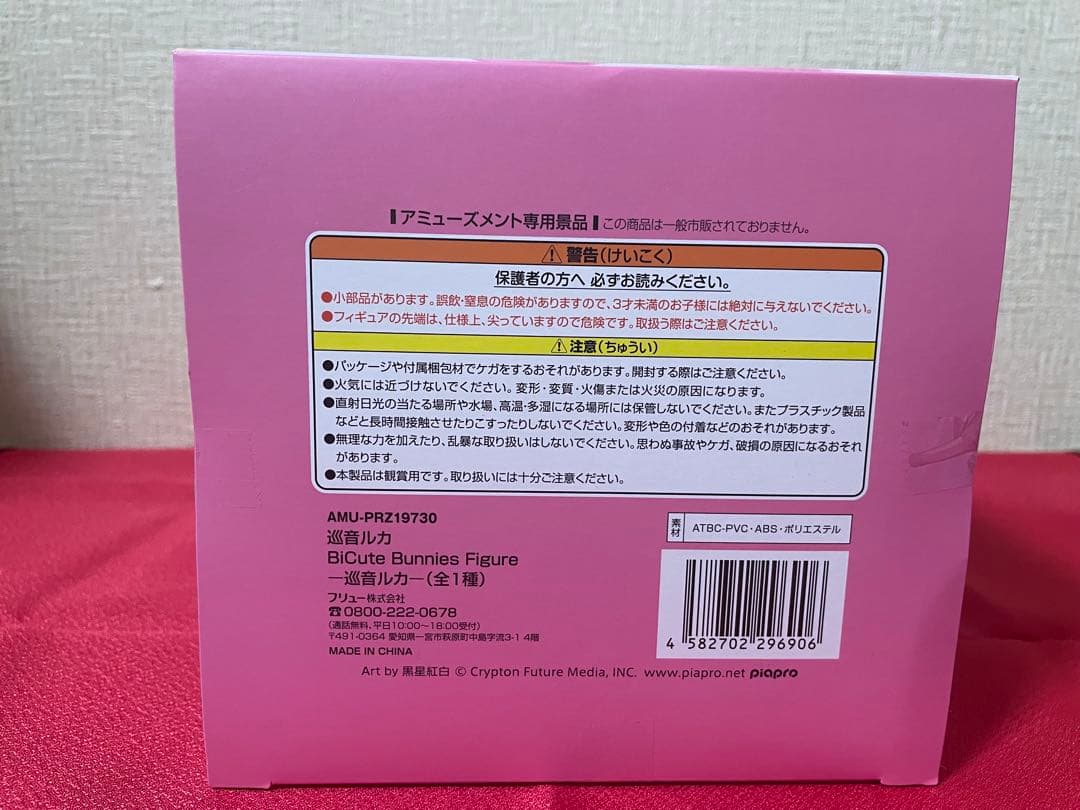 アミューズメント専用景品 この商品は一般市販されておりません。
警告(けいこく)
保護者の方へ 必ずお読みください。
●小部品があります。誤飲・窒息の危険がありますので、3才未満のお子様には絶対に与えないでください。
●フィギュアの先端は、仕様上、尖っていますので危険です。取扱う際はご注意ください。
注意(ちゅうい)
●パッケージや付属梱包材でケガをするおそれがあります。開封する際はご注意ください。
●火気には近づけないでください。変形・変質・火傷または火災の原因になります。
●直射日光の当たる場所や水場、高温・多湿になる場所には保管しないでください。またプラスチック製品
などと長時間接触させたりこすったりしないでください。変形や色の付着などのおそれがあります。
●無理な力を加えたり、乱暴な取り扱いはしないでください。思わぬ事故やケガ、破損の原因になるおそれ
があります。
●本製品は観賞用です。取り扱いには十分ご注意ください。
AMU-PRZ19730
巡音ルカ
BiCute Bunnies Figure
―巡音ルカ―(全1種)
フリュー株式会社
☎0800-222-0678
(通話無料、平日10:00~18:00受付)
〒491-0364 愛知県一宮市萩原町中島字流3-1 4階
MADE IN CHINA
素材 ATBC-PVC・ABS・ポリエステル
4 582702 296906
Art by 黒星紅白 © Crypton Future Media, INC. www.piapro.net piapro